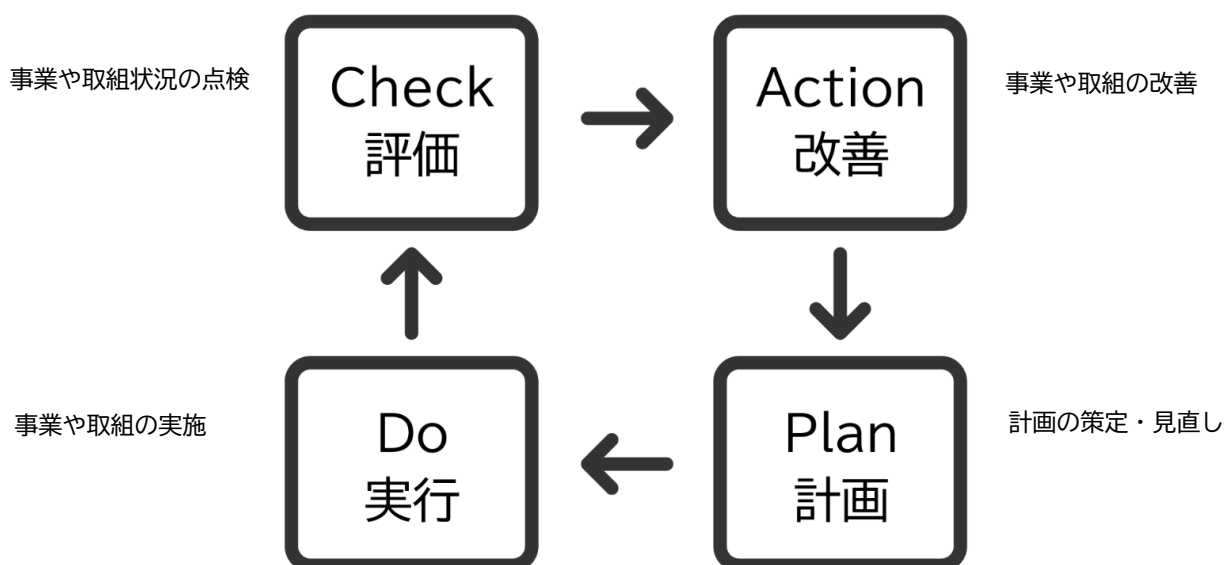 事業や取組状況の点検
Check
評価
Action
改善
事業や取組の改善
事業や取組の実施
Do
実行
Plan
計画
計画の策定・見直し